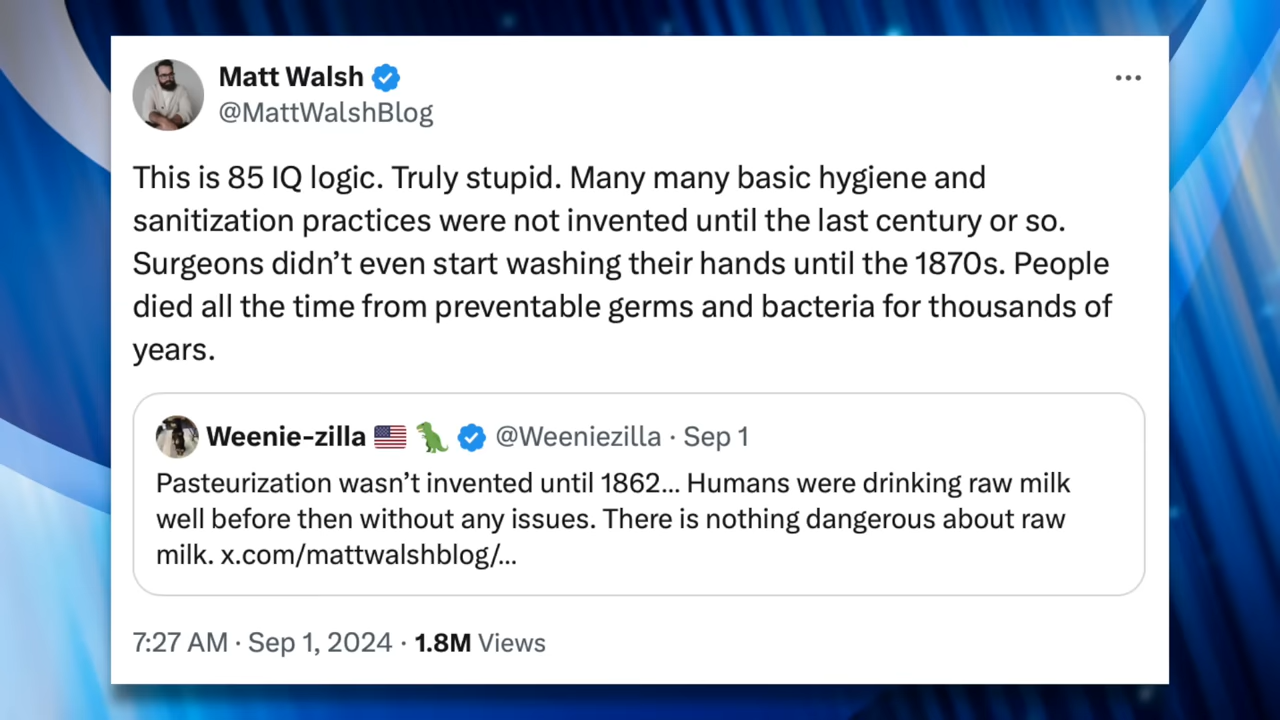 Matt Walsh
@MattWalshBlog
This is 85 IQ logic. Truly stupid. Many many basic hygiene and
sanitization practices were not invented until the last century or so.
Surgeons didn’t even start washing their hands until the 1870s. People
died all the time from preventable germs and bacteria for thousands of
years.
Weenie-zilla 🇺🇸 🦖 @Weeniezilla · Sep 1
Pasteurization wasn’t invented until 1862... Humans were drinking raw milk
well before then without any issues. There is nothing dangerous about raw
milk. x.com/mattwalshblog/...
7:27 AM · Sep 1, 2024 · 1.8M Views